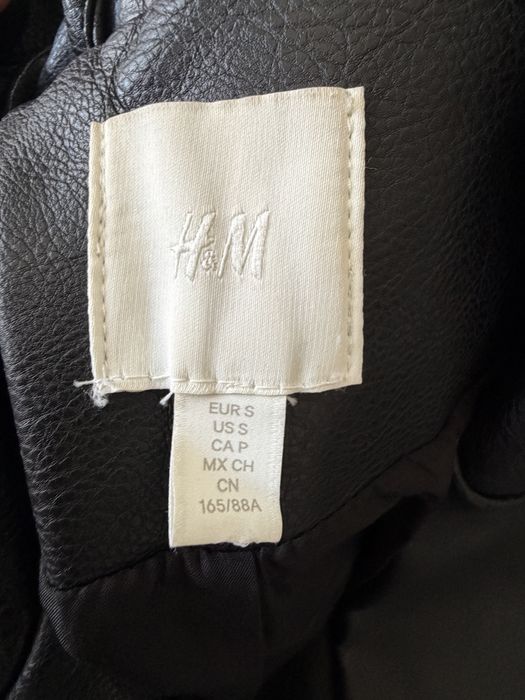 H&M
EUR S
US S
CA P
MX CH
CN
165/88A